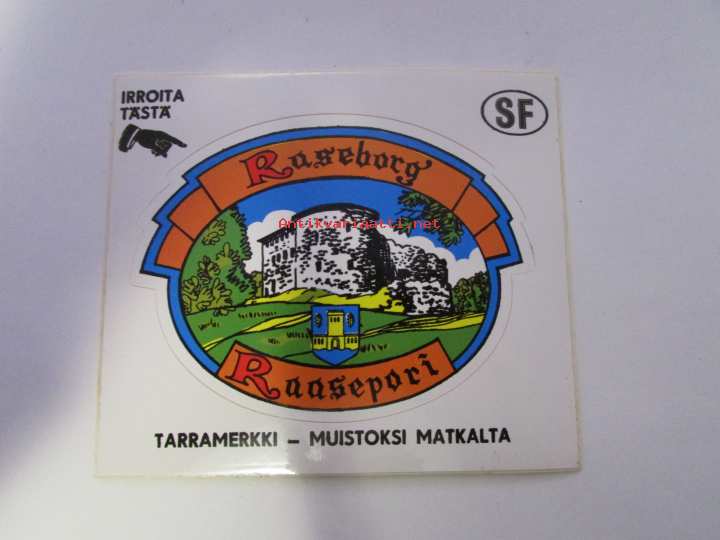 IRROITA
TÄSTÄ
SF
Raseborg
Antikvariaatti.net
Raasepori
TARRAMERKKI – MUISTOKSI MATKALTA